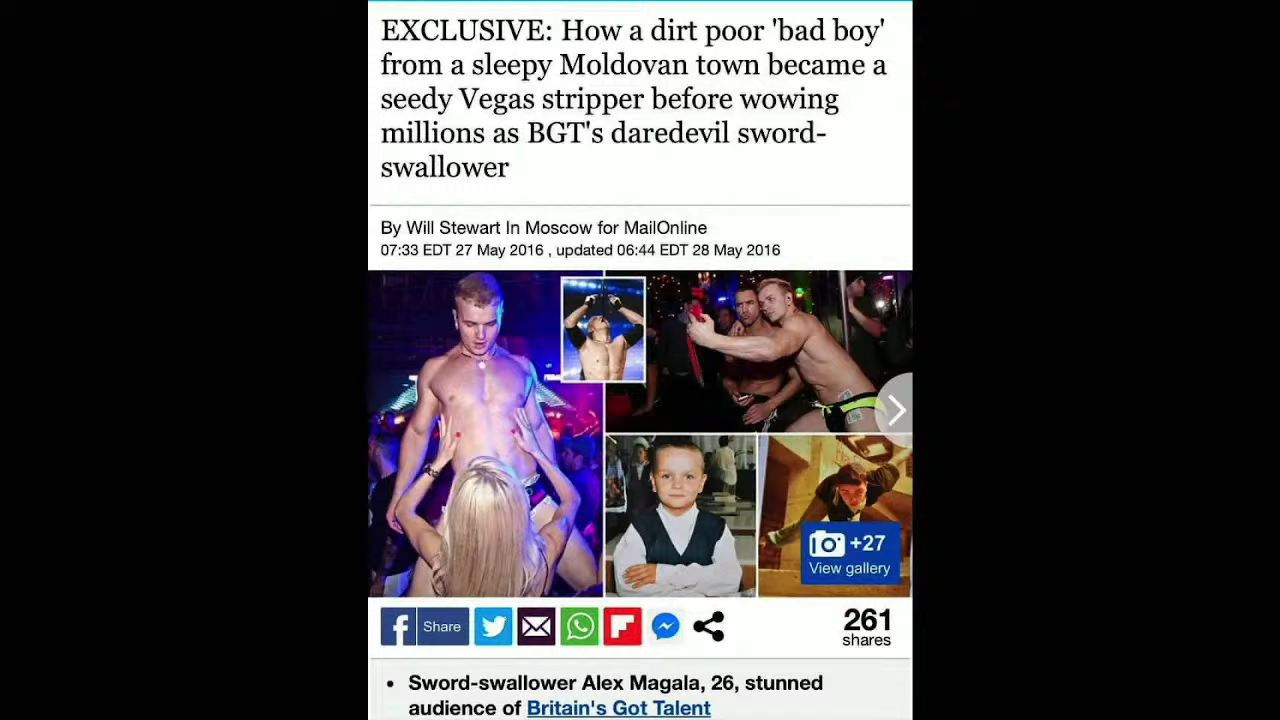 EXCLUSIVE: How a dirt poor 'bad boy'
from a sleepy Moldovan town became a
seedy Vegas stripper before wowing
millions as BGT's daredevil sword-
swallower
By Will Stewart In Moscow for MailOnline
07:33 EDT 27 May 2016 , updated 06:44 EDT 28 May 2016
+27
View gallery
Share
261
shares
• Sword-swallower Alex Magala, 26, stunned
audience of Britain's Got Talent